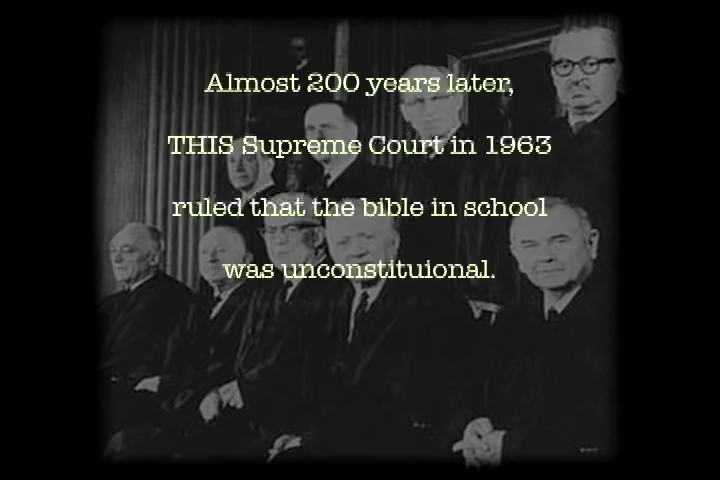 Almost 200 years later,
THIS Supreme Court in 1963
ruled that the bible in school
was unconstituional.